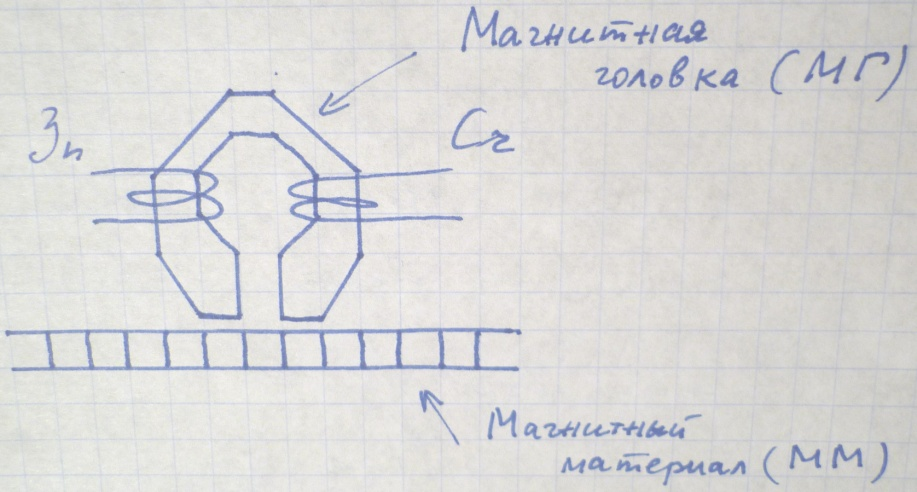 Магнитная
головка (МГ)
Зп
Сч
Магнитный
материал (ММ)